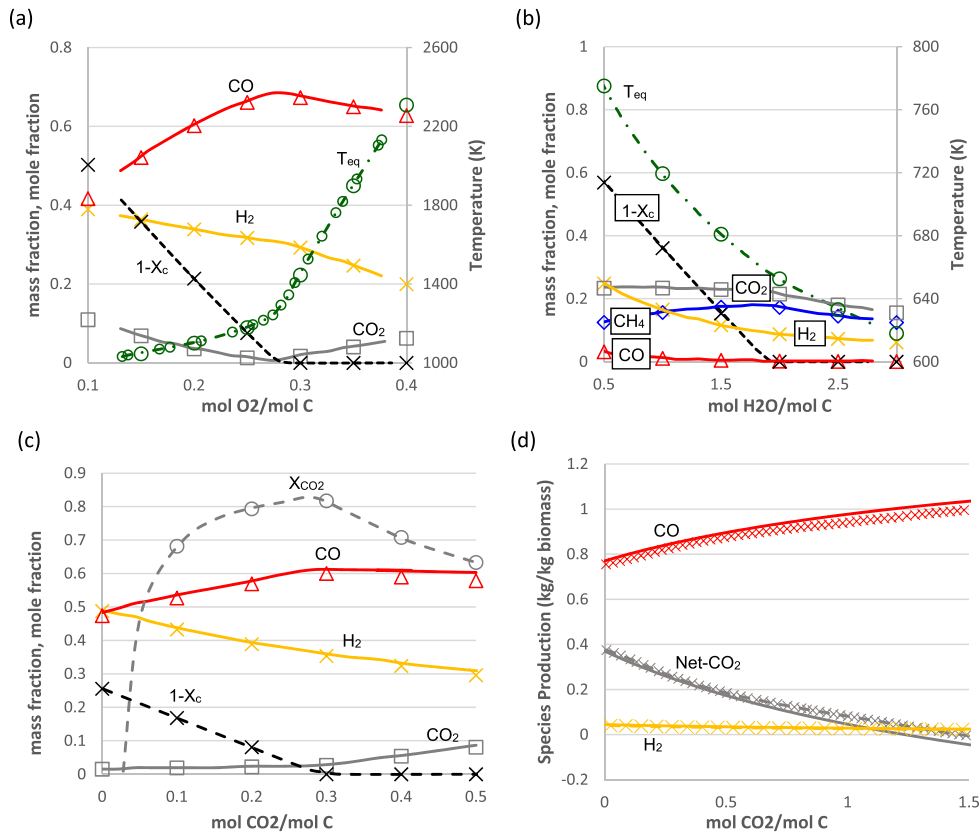 (a)
mass fraction, mole fraction
0.8
0.6
0.4
0.2
0
0.1
0.2
0.3
0.4
mol O2/mol C
2600
2200
1800
1400
1000
Temperature (K)
CO
Teq
H2
1-Xc
CO2
(b)
mass fraction, mole fraction
1
0.8
0.6
0.4
0.2
0
0.5
1.0
1.5
2.0
2.5
mol H2O/mol C
800
760
720
680
640
600
Temperature (K)
Teq
1-Xc
CO2
CH4
H2
CO
(c)
mass fraction, mole fraction
0.9
0.8
0.7
0.6
0.5
0.4
0.3
0.2
0.1
0
0
0.1
0.2
0.3
0.4
0.5
mol CO2/mol C
XCO2
CO
H2
1-Xc
CO2
(d)
Species Production (kg/kg biomass)
1.2
1
0.8
0.6
0.4
0.2
0
-0.2
0
0.5
1
1.5
mol CO2/mol C
CO
Net-CO2
H2